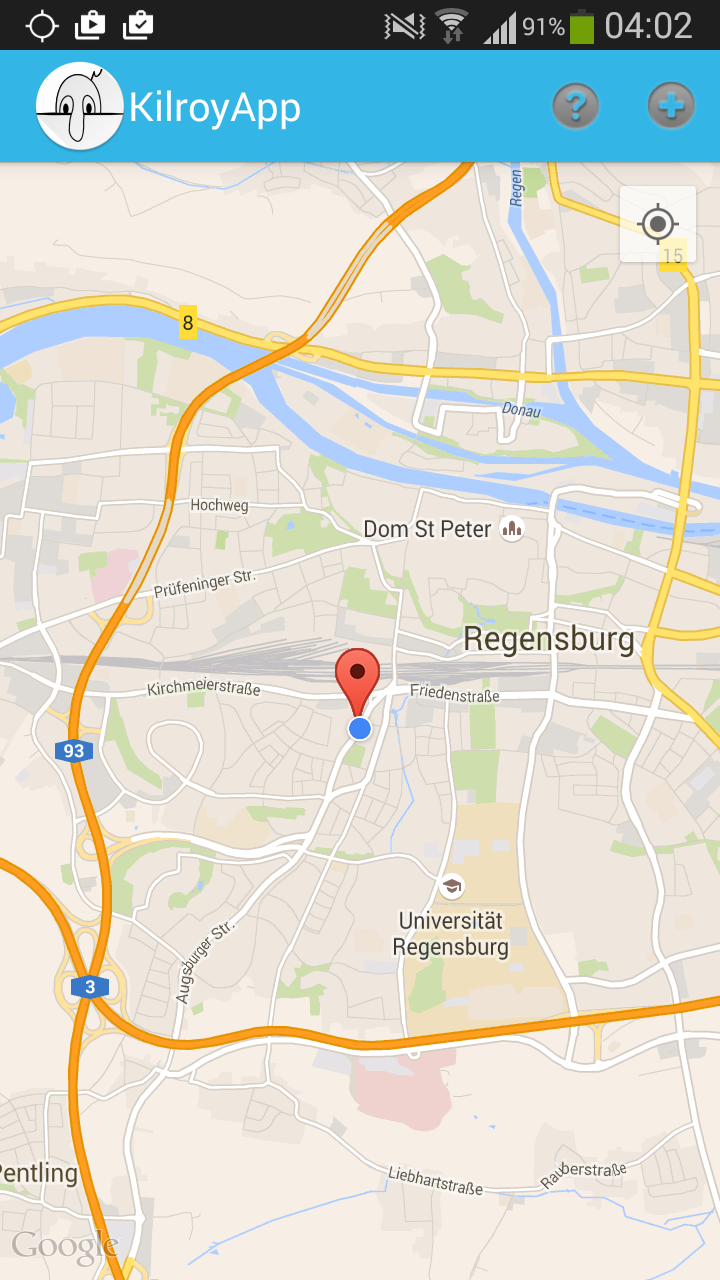 91% 04:02
KilroyApp
?
Regen
15
8
Donau
Hochweg
Dom St Peter
Prüfeninger Str.
Regensburg
Kirchmeierstraße
Friedenstraße
93
Universität
Regensburg
Augsburger Str.
3
Pentling
Liebhartstraße
Rauberstraße
Google